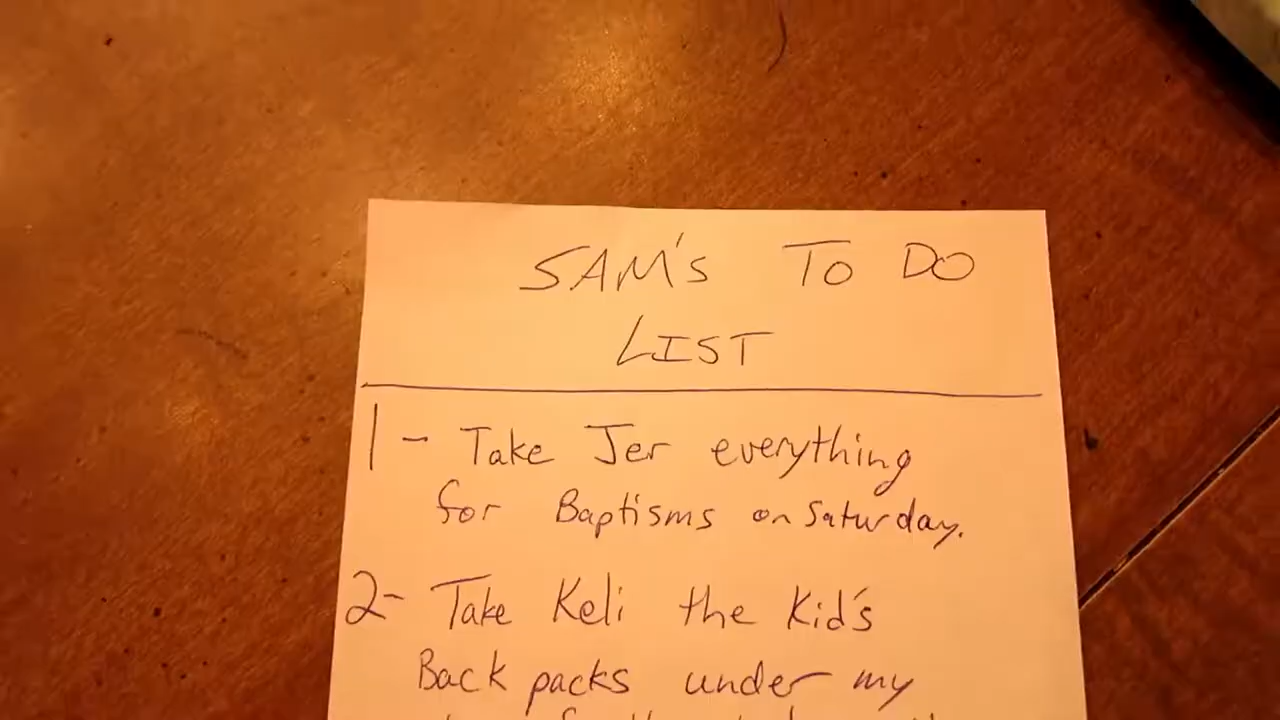 SAM's TO DO
LIST
1- Take Jer everything
for Baptisms on Saturday.
2- Take Keli the Kid's
Back packs under my